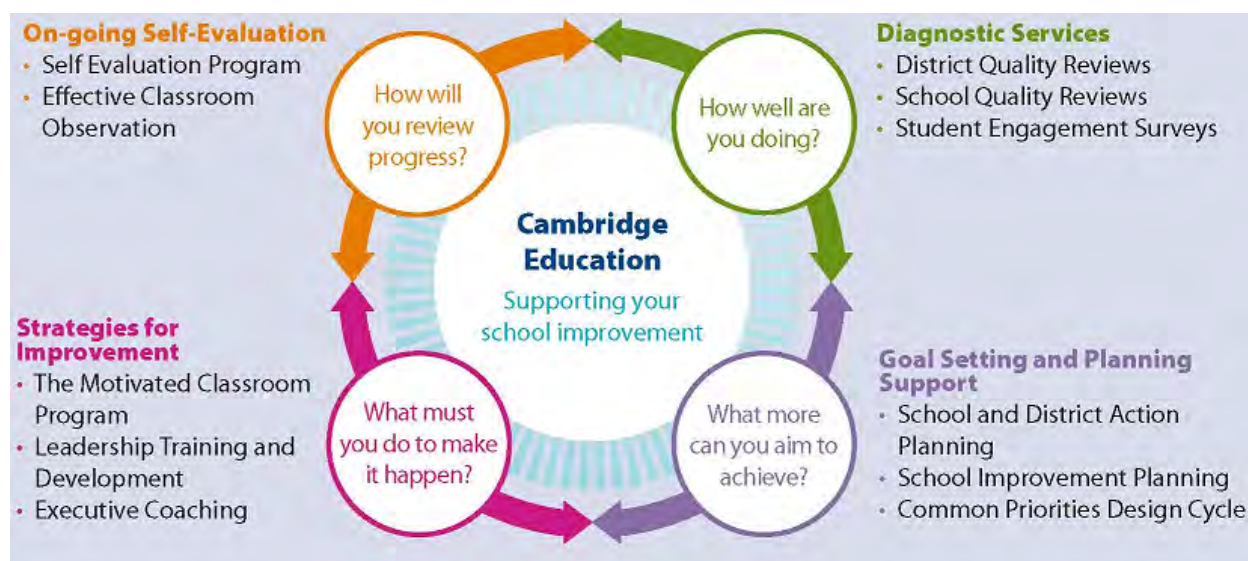 On-going Self-Evaluation
• Self Evaluation Program
• Effective Classroom
Observation
How will
you review
progress?
How well are
you doing?
Diagnostic Services
• District Quality Reviews
• School Quality Reviews
• Student Engagement Surveys
Cambridge
Education
Supporting your
school improvement
Strategies for
Improvement
• The Motivated Classroom
Program
• Leadership Training and
Development
• Executive Coaching
What must
you do to make
it happen?
What more
can you aim to
achieve?
Goal Setting and Planning
Support
• School and District Action
Planning
• School Improvement Planning
• Common Priorities Design Cycle